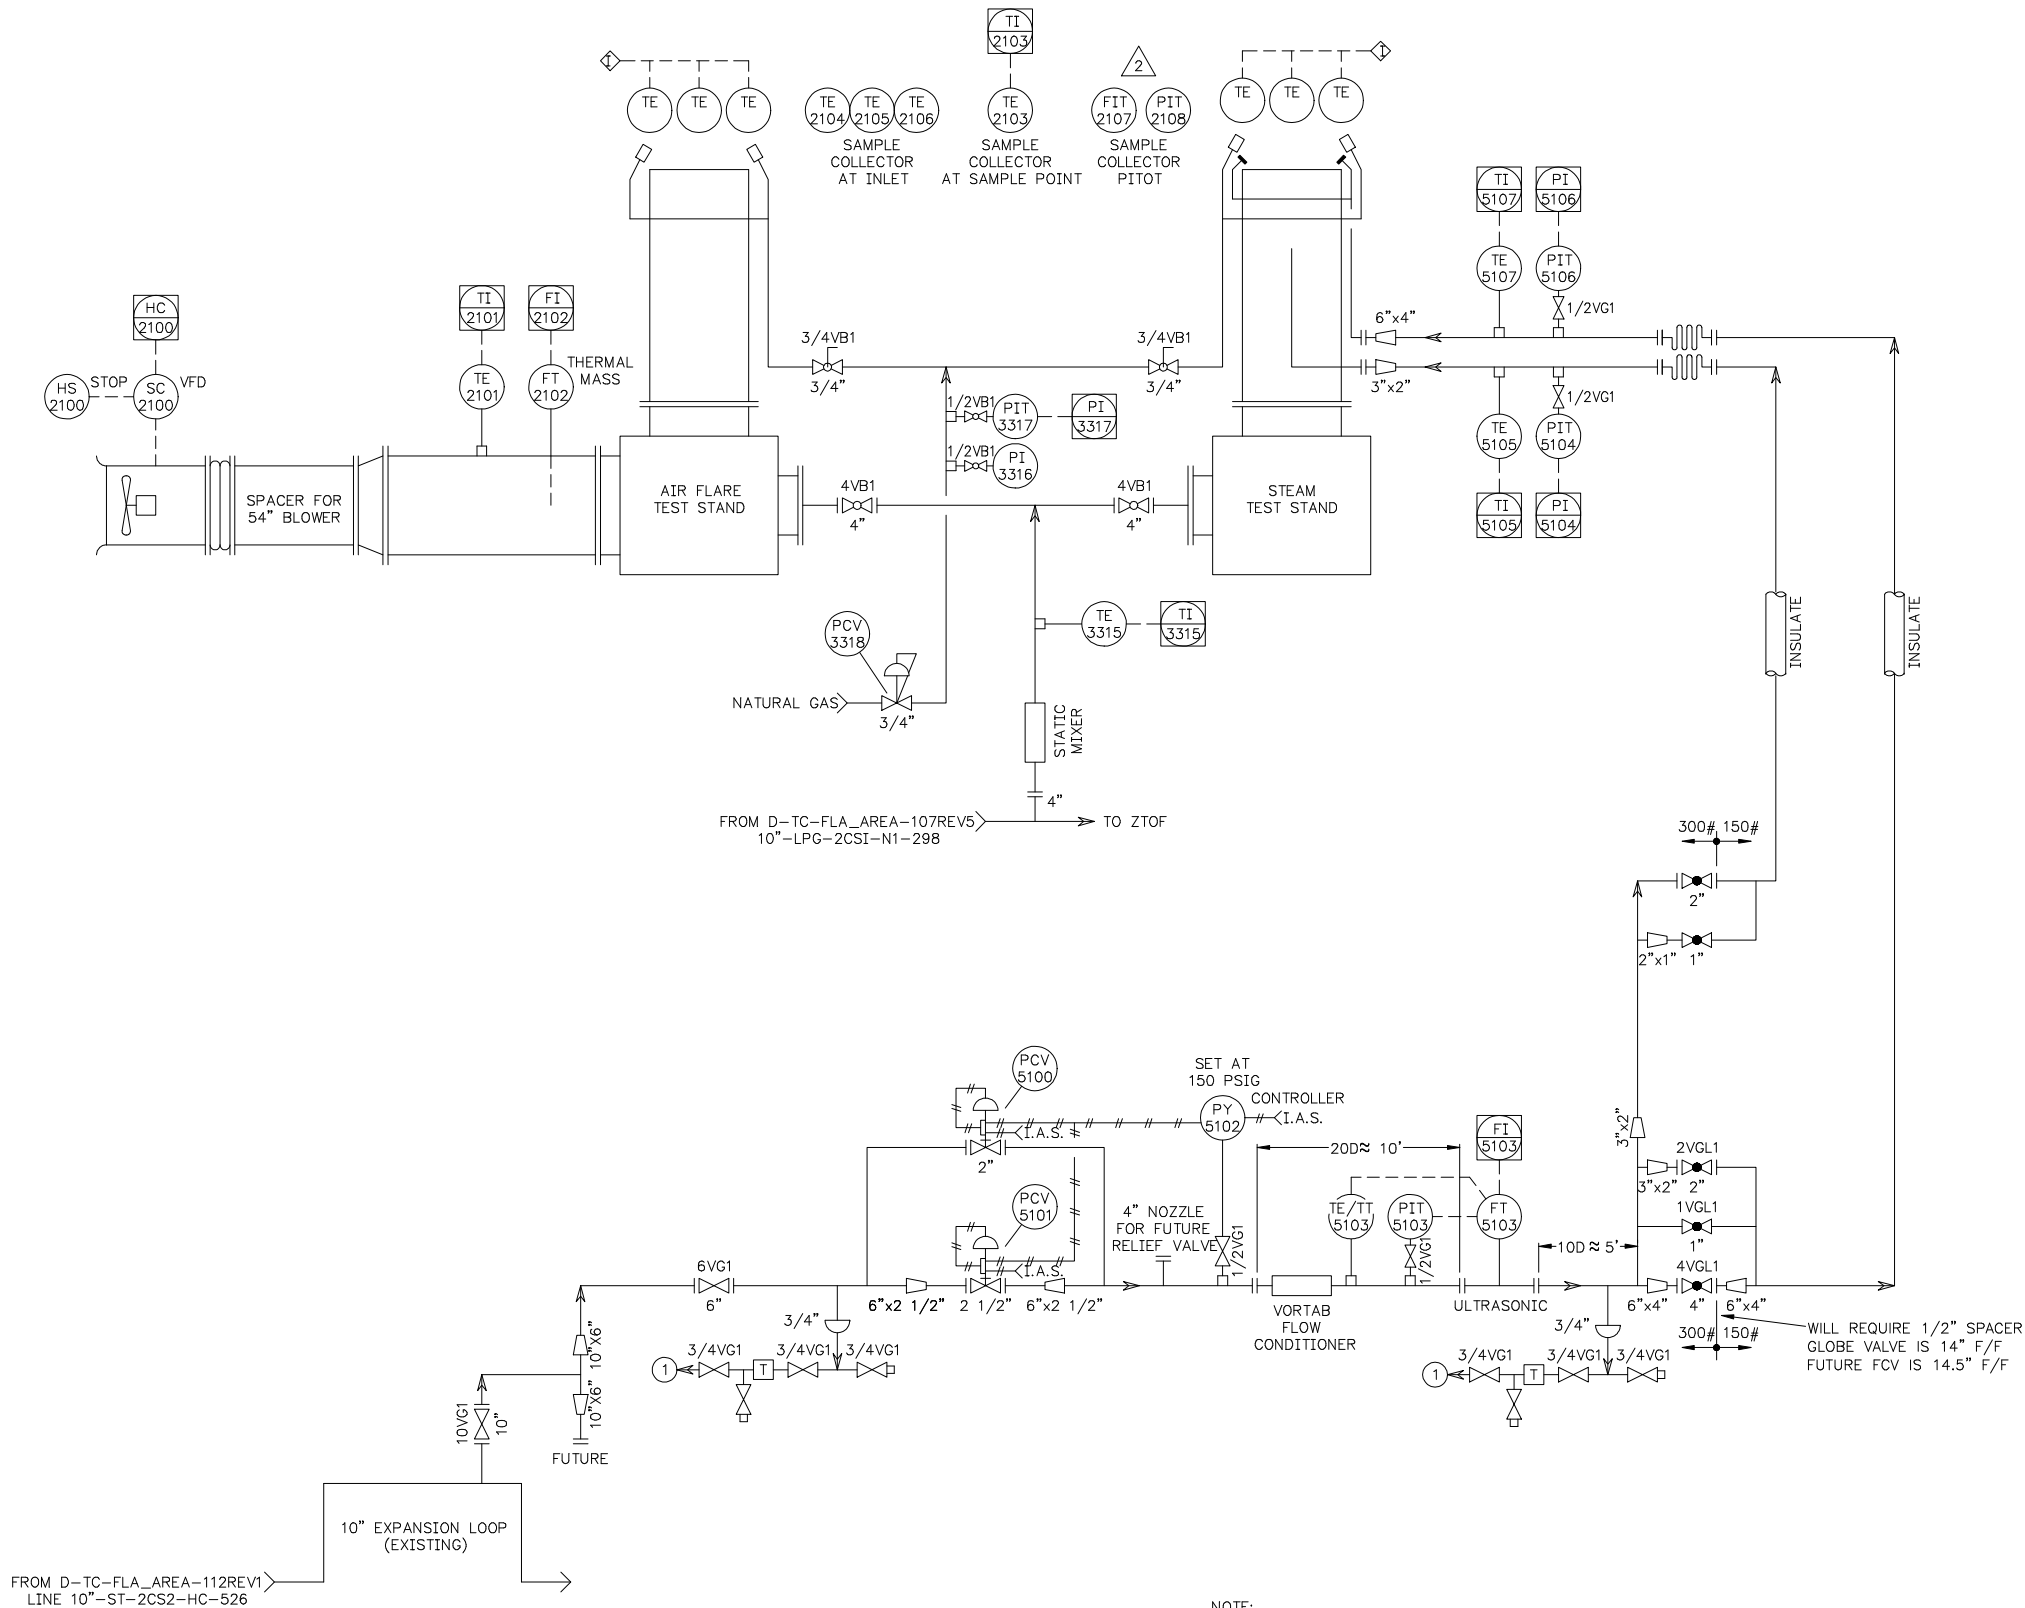 TI
2103
2
I
I
TE
TE
TE
TE
2104
TE
2105
TE
2106
TE
2103
FIT
2107
PIT
2108
TE
TE
TE
SAMPLE
COLLECTOR
AT INLET
SAMPLE
COLLECTOR
AT SAMPLE POINT
SAMPLE
COLLECTOR
PITOT
TI
5107
PI
5106
TE
5107
PIT
5106
1/2VG1
HC
2100
TI
2101
FI
2102
HS
2100
STOP
SC
2100
VFD
TE
2101
FT
2102
THERMAL
MASS
3/4VB1
3/4"
3/4VB1
3/4"
6"x4"
3"x2"
1/2VG1
1/2VB1
PIT
3317
PI
3317
1/2VB1
PI
3316
TE
5105
PIT
5104
TI
5105
PI
5104
SPACER FOR
54" BLOWER
AIR FLARE
TEST STAND
4VB1
4"
4VB1
4"
STEAM
TEST STAND
PCV
3318
TE
3315
TI
3315
INSULATE
INSULATE
NATURAL GAS
3/4"
STATIC
MIXER
4"
FROM D-TC-FLA_AREA-107REV5
10"-LPG-2CSI-N1-298
TO ZTOF
300# 150#
2"
2"x1"
1"
PCV
5100
SET AT
150 PSIG
PY
5102
CONTROLLER
I.A.S.
I.A.S.
2"
20D≈ 10'
FI
5103
3"x2"
2VGL1
3"x2"
2"
PCV
5101
4" NOZZLE
FOR FUTURE
RELIEF VALVE
1/2VG1
TE/TT
5103
PIT
5103
FT
5103
1/2VG1
1VGL1
1"
10D ≈ 5'
I.A.S.
6VG1
6"
6"x2 1/2"
2 1/2"
6"x2 1/2"
VORTAB
FLOW
CONDITIONER
ULTRASONIC
4VGL1
6"x4"
4"
6"x4"
300# 150#
WILL REQUIRE 1/2" SPACER
GLOBE VALVE IS 14" F/F
FUTURE FCV IS 14.5" F/F
3/4"
1
3/4VG1
T
3/4VG1
3/4VG1
3/4"
1
3/4VG1
T
3/4VG1
3/4VG1
10"X6"
10"X6"
10VG1
10"
FUTURE
10" EXPANSION LOOP
(EXISTING)
FROM D-TC-FLA_AREA-112REV1
LINE 10"-ST-2CS2-HC-526
NOTE: